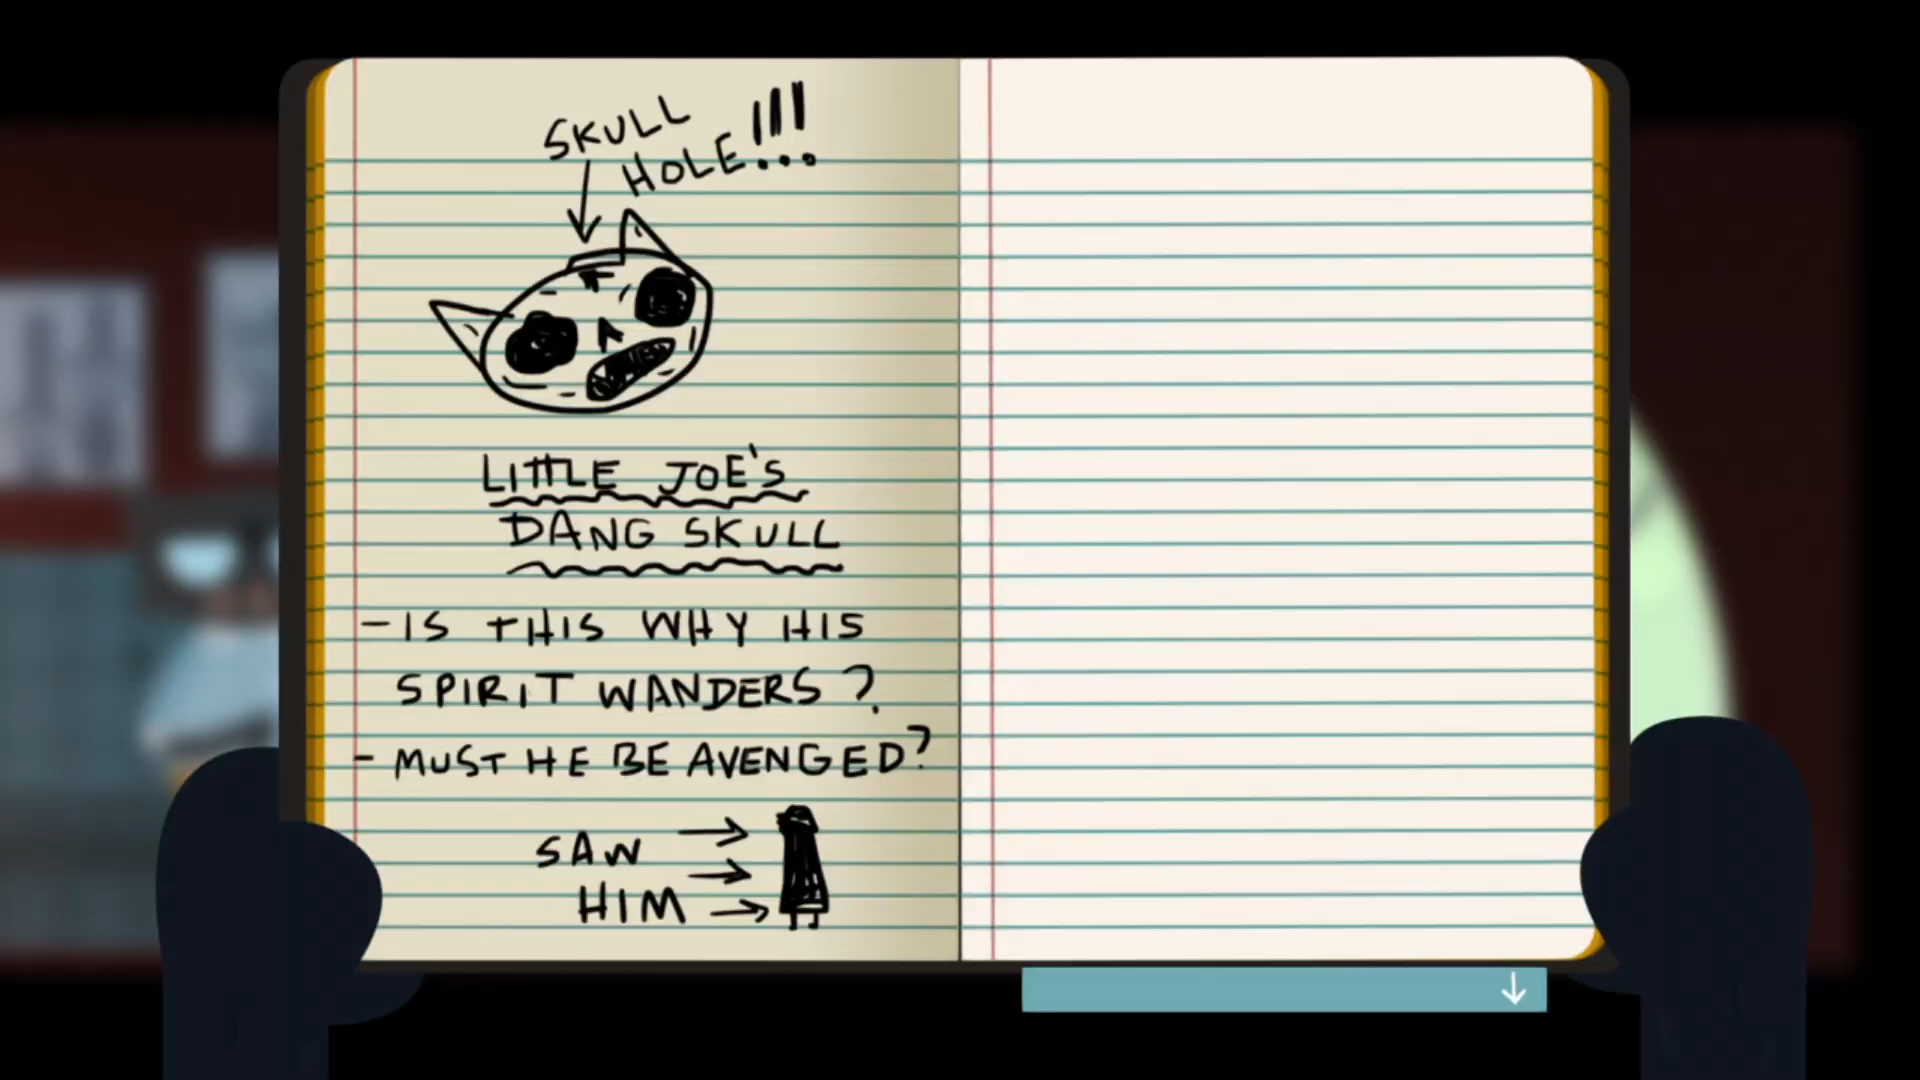 SKULL
HOLE!!!
LITTLE JOE'S
DANG SKULL
- IS THIS WHY HIS
SPIRIT WANDERS?
- MUST HE BE AVENGED?
SAW
HIM